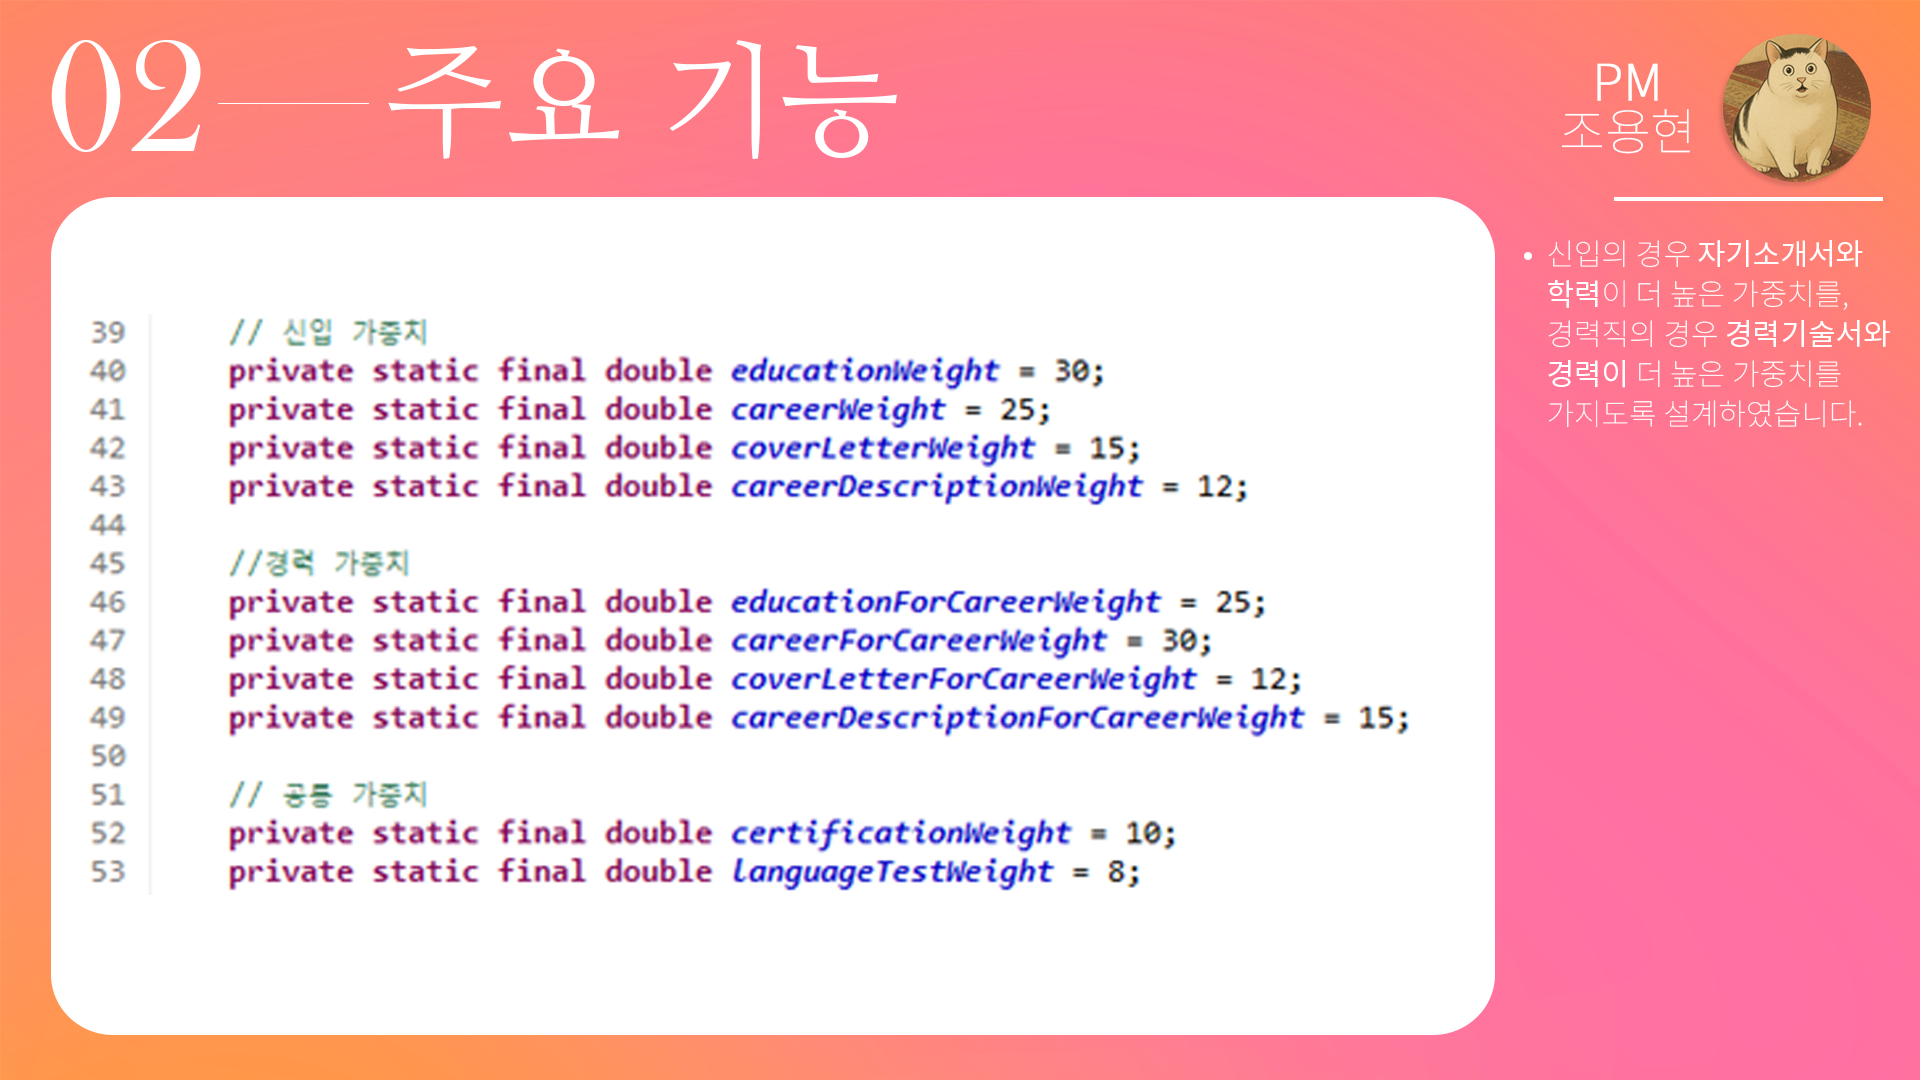 02 주요 기능
PM
조용현
39 // 신입 가중치
40 private static final double educationWeight = 30;
41 private static final double careerWeight = 25;
42 private static final double coverLetterWeight = 15;
43 private static final double careerDescriptionWeight = 12;
44
45 //경력 가중치
46 private static final double educationForCareerWeight = 25;
47 private static final double careerForCareerWeight = 30;
48 private static final double coverLetterForCareerWeight = 12;
49 private static final double careerDescriptionForCareerWeight = 15;
50
51 // 공통 가중치
52 private static final double certificationWeight = 10;
53 private static final double languageTestWeight = 8;
• 신입의 경우 자기소개서와
학력이 더 높은 가중치를,
경력직의 경우 경력기술서와
경력이 더 높은 가중치를
가지도록 설계하였습니다.